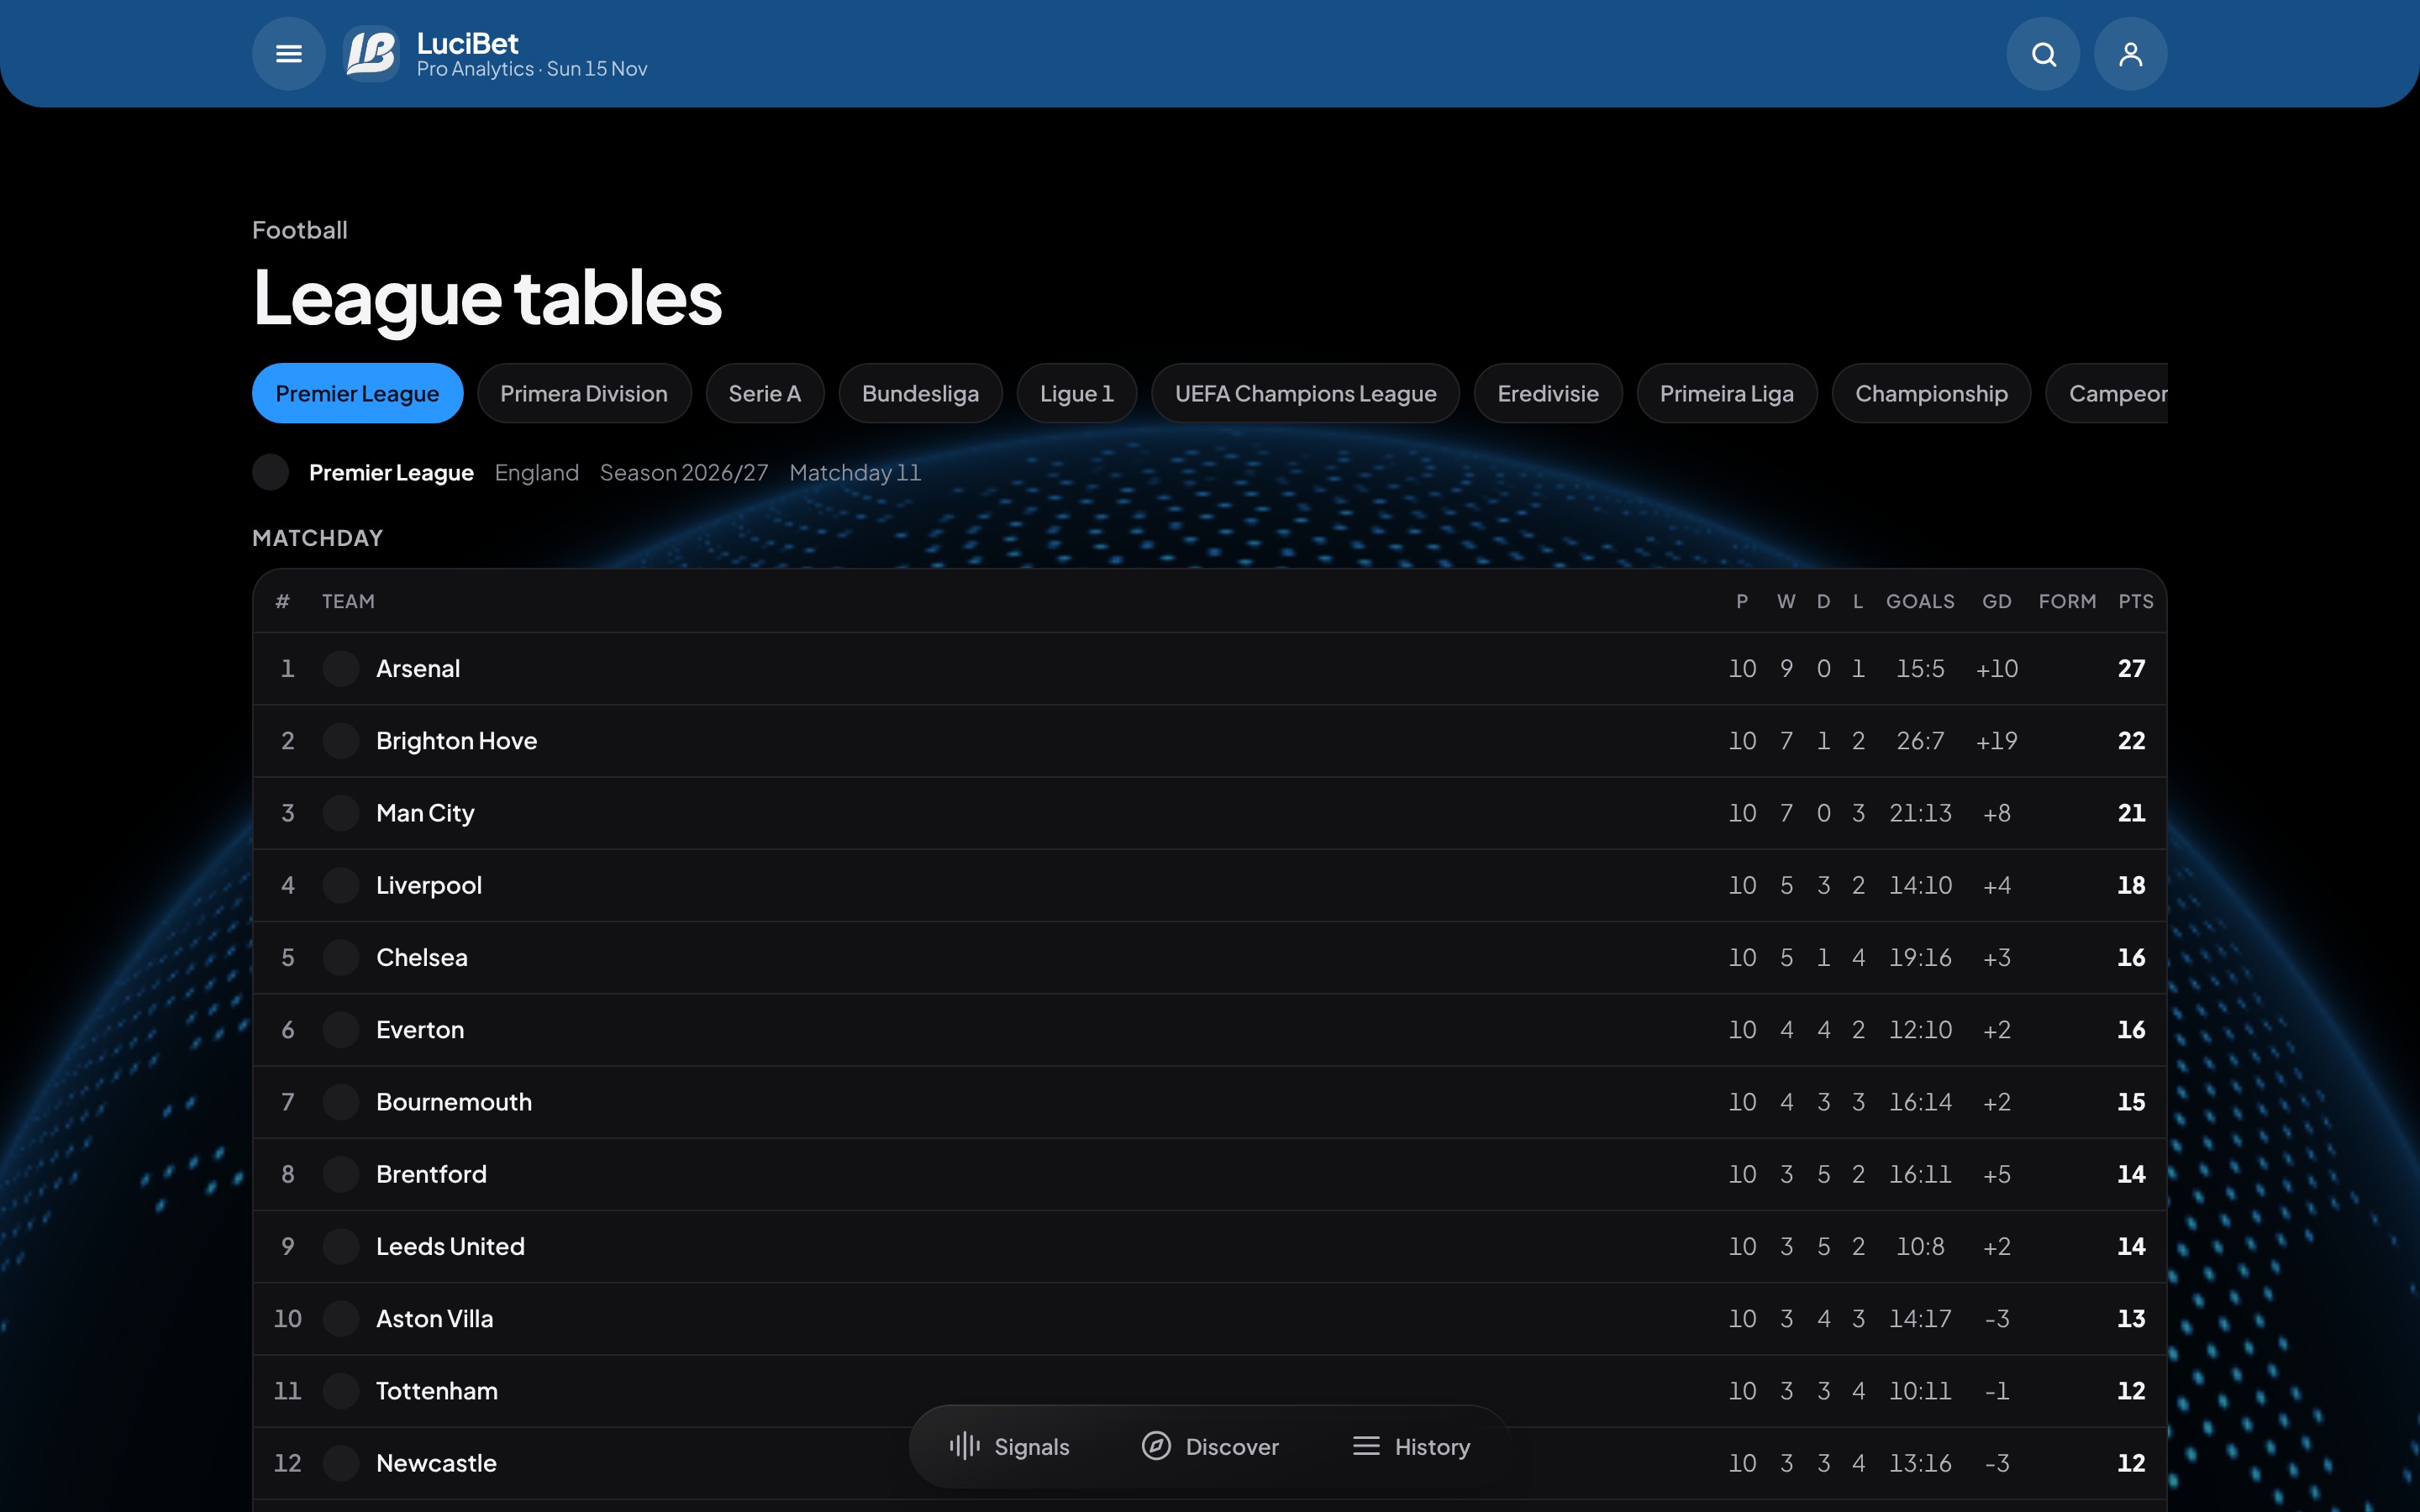 LuciBet
Pro Analytics · Sun 15 Nov
Football
League tables
Premier League Primera Division Serie A Bundesliga Ligue 1 UEFA Champions League Eredivisie Primeira Liga Championship Campeor
Premier League England Season 2026/27 Matchday 11
MATCHDAY
# TEAM P W D L GOALS GD FORM PTS
1 Arsenal 10 9 0 1 15:5 +10 27
2 Brighton Hove 10 7 1 2 26:7 +19 22
3 Man City 10 7 0 3 21:13 +8 21
4 Liverpool 10 5 3 2 14:10 +4 18
5 Chelsea 10 5 1 4 19:16 +3 16
6 Everton 10 4 4 2 12:10 +2 16
7 Bournemouth 10 4 3 3 16:14 +2 15
8 Brentford 10 3 5 2 16:11 +5 14
9 Leeds United 10 3 5 2 10:8 +2 14
10 Aston Villa 10 3 4 3 14:17 -3 13
11 Tottenham 10 3 3 4 10:11 -1 12
12 Newcastle 10 3 3 4 13:16 -3 12
Signals Discover History